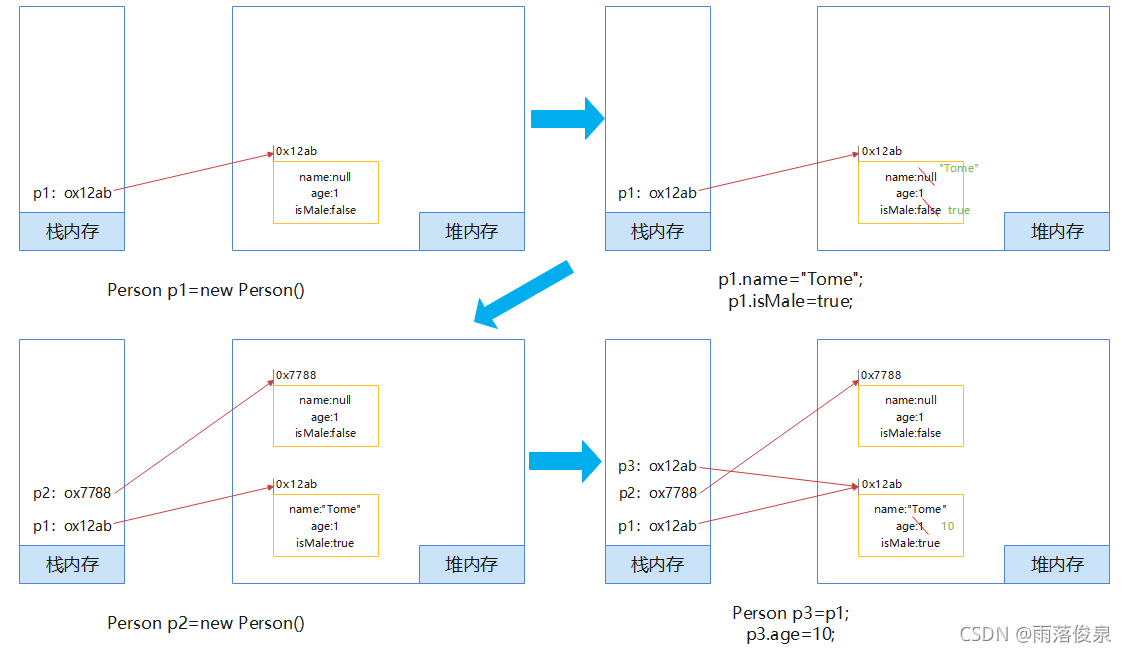 0x12ab
name:null
p1：ox12ab
age:1
isMale:false
栈内存
堆内存
Person p1=new Person()
0x12ab
"Tome"
name:null
p1：ox12ab
age:1
isMale:false true
栈内存
堆内存
p1.name="Tome";
p1.isMale=true;
0x7788
name:null
age:1
isMale:false
0x12ab
p2：ox7788
name:"Tome"
p1：ox12ab
age:1
isMale:true
栈内存
堆内存
Person p2=new Person()
0x7788
name:null
age:1
isMale:false
p3：ox12ab
0x12ab
p2：ox7788
name:"Tome"
p1：ox12ab
age:1 10
isMale:true
栈内存
堆内存
Person p3=p1;
p3.age=10;
CSDN @雨落俊泉